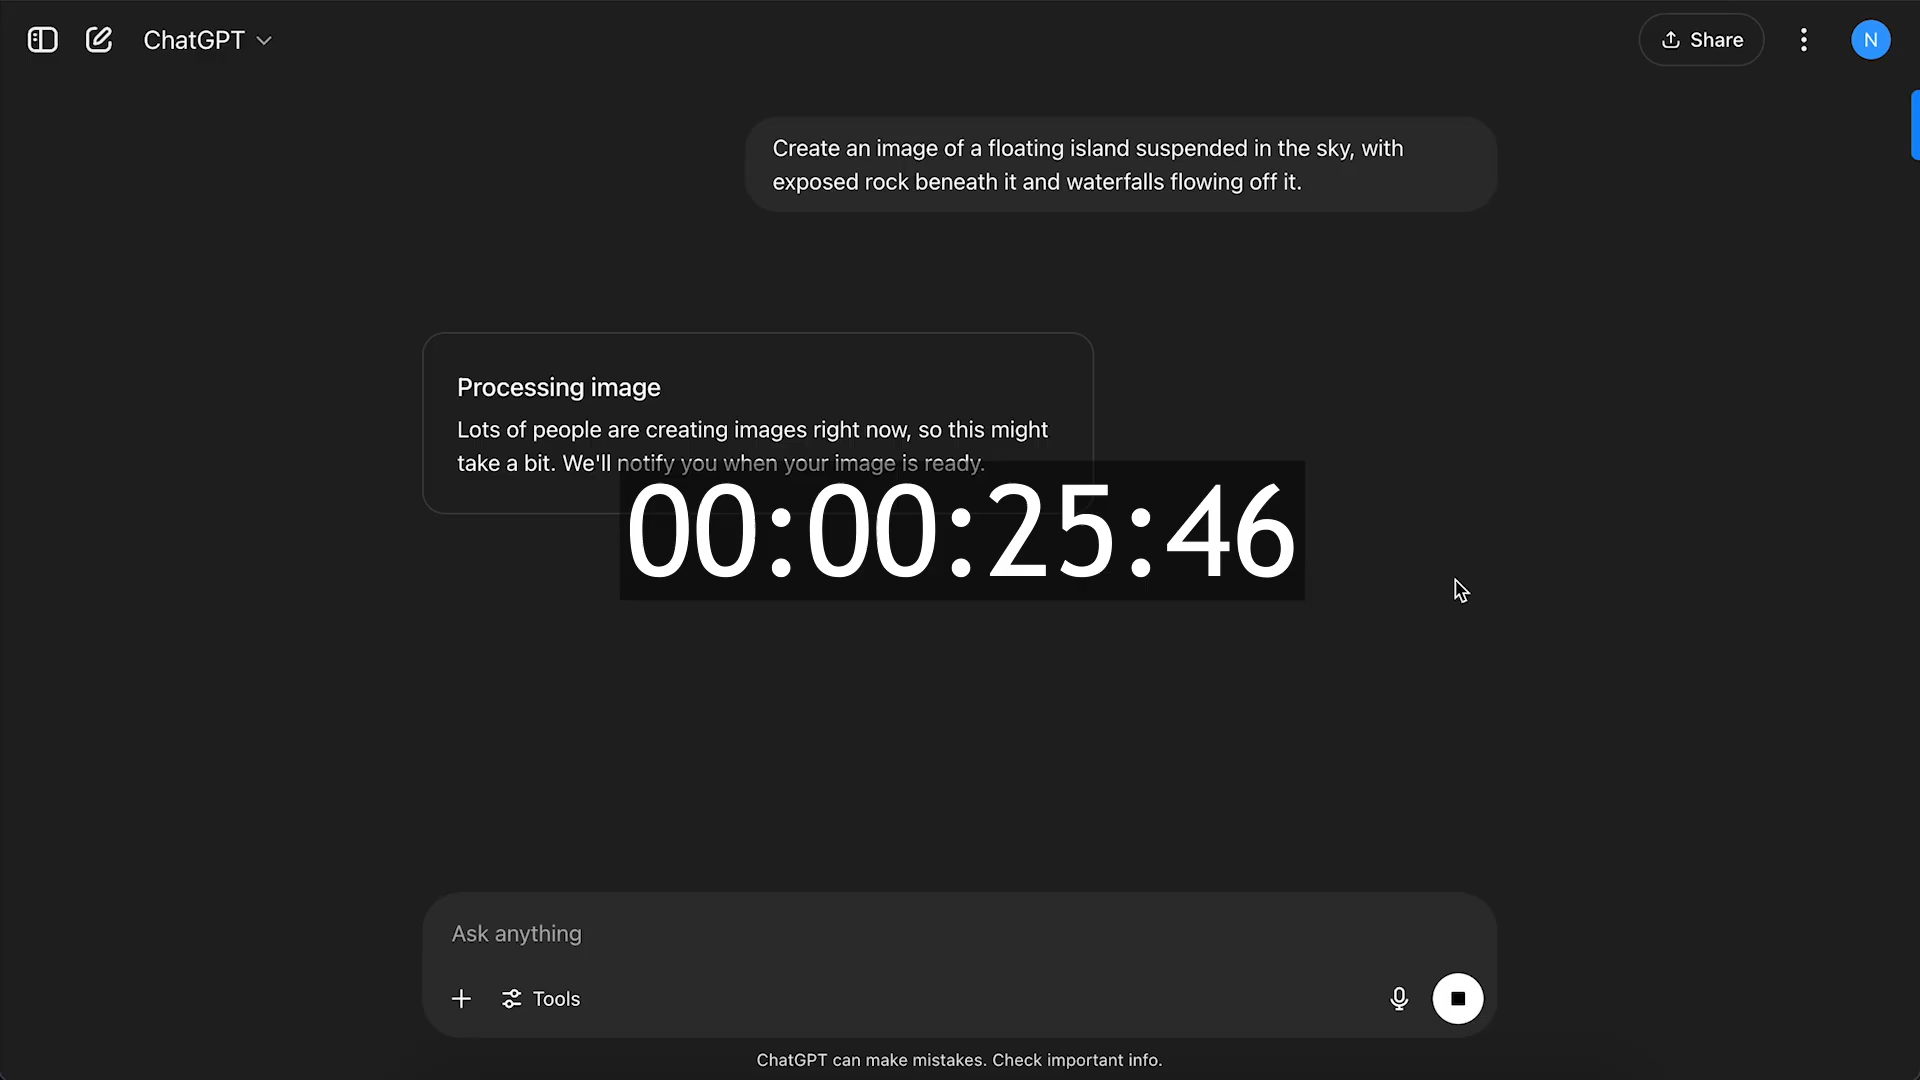 ChatGPT
Share
N
Create an image of a floating island suspended in the sky, with
exposed rock beneath it and waterfalls flowing off it.
Processing image
Lots of people are creating images right now, so this might
take a bit. We'll notify you when your image is ready.
00:00:25:46
Ask anything
Tools
ChatGPT can make mistakes. Check important info.